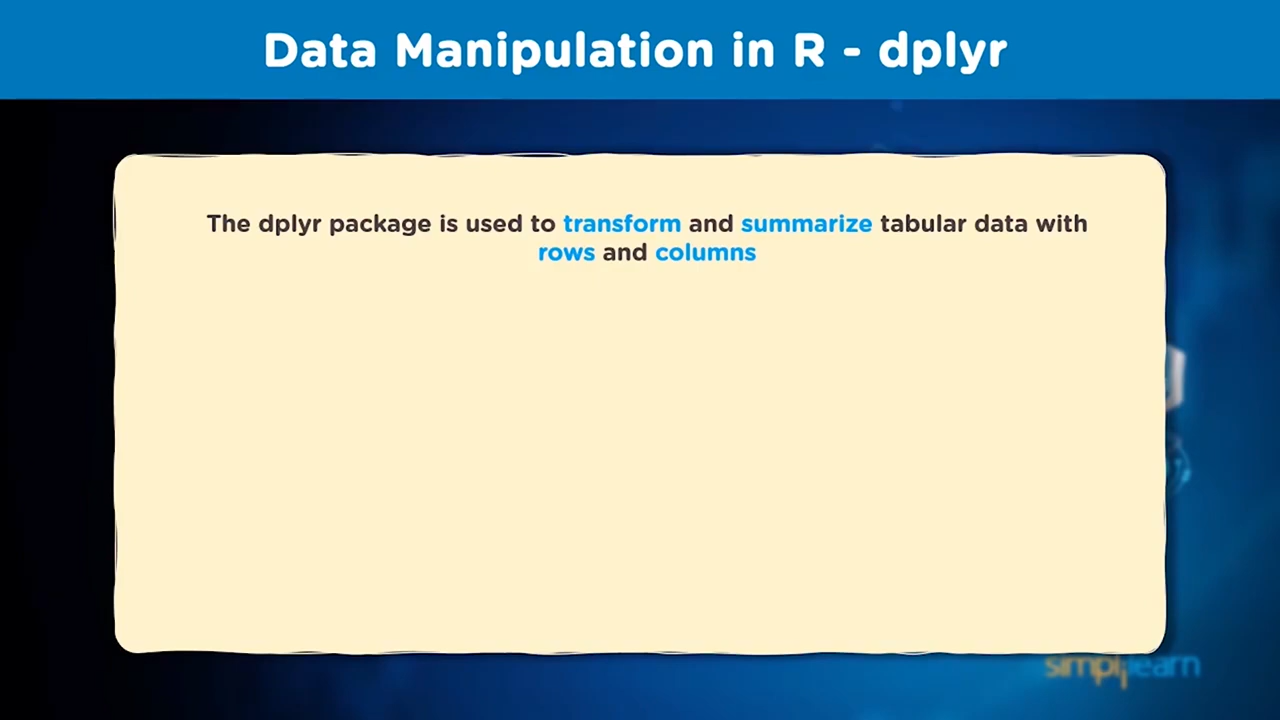 Data Manipulation in R - dplyr
The dplyr package is used to transform and summarize tabular data with
rows and columns
simplilearn